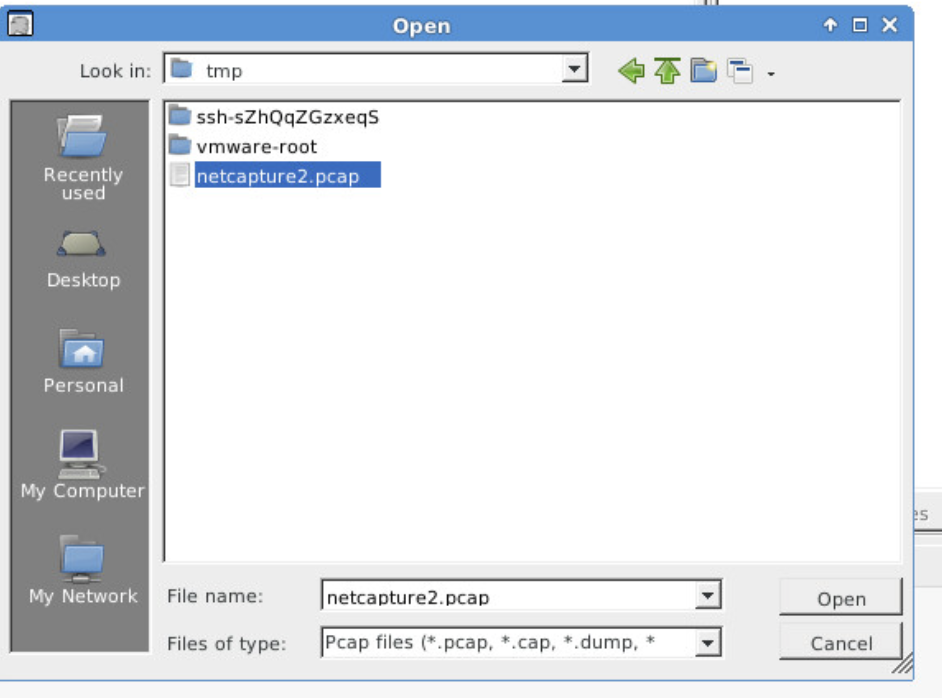 Open
Look in: tmp
ssh-sZhQqZGzxeqS
vmware-root
netcapture2.pcap
Recently
used
Desktop
Personal
My Computer
My Network
File name: netcapture2.pcap Open
Files of type: Pcap files (*.pcap, *.cap, *.dump, * Cancel